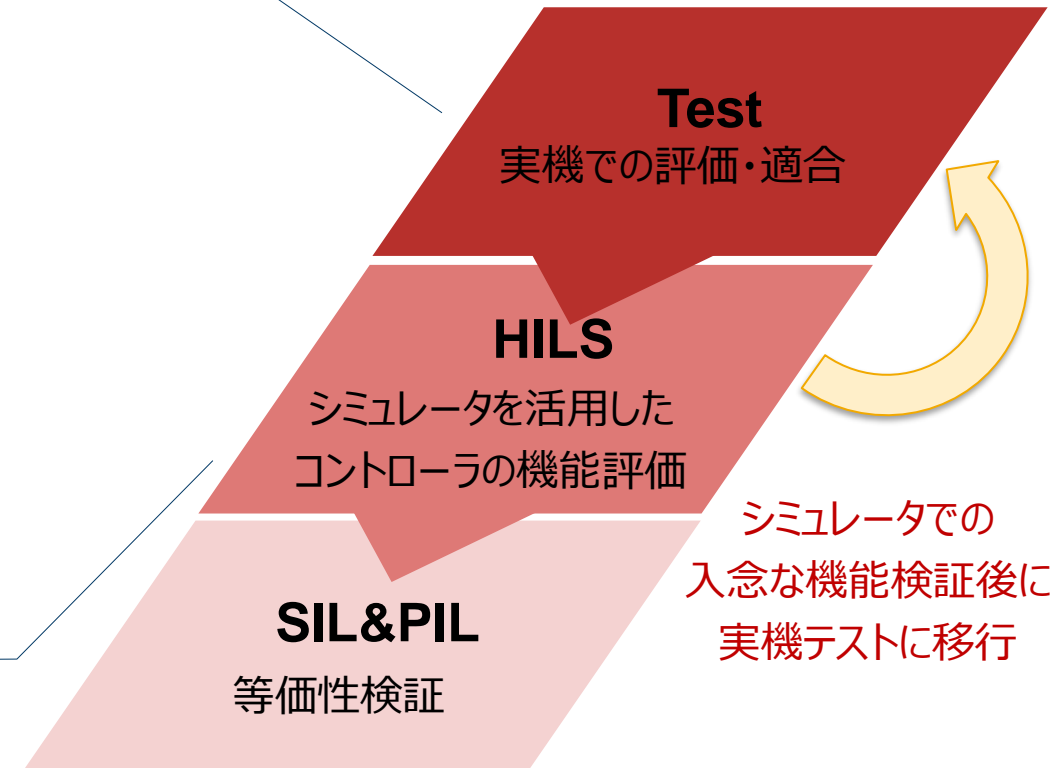 Test
実機での評価・適合
HILS
シミュレータを活用した
コントローラの機能評価
シミュレータでの
入念な機能検証後に
実機テストに移行
SIL&PIL
等価性検証